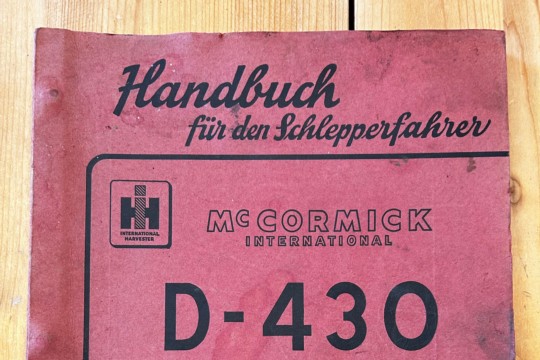 Handbuch
für den Schlepperfahrer
IH
INTERNATIONAL
HARVESTER
McCORMICK
INTERNATIONAL
D-430